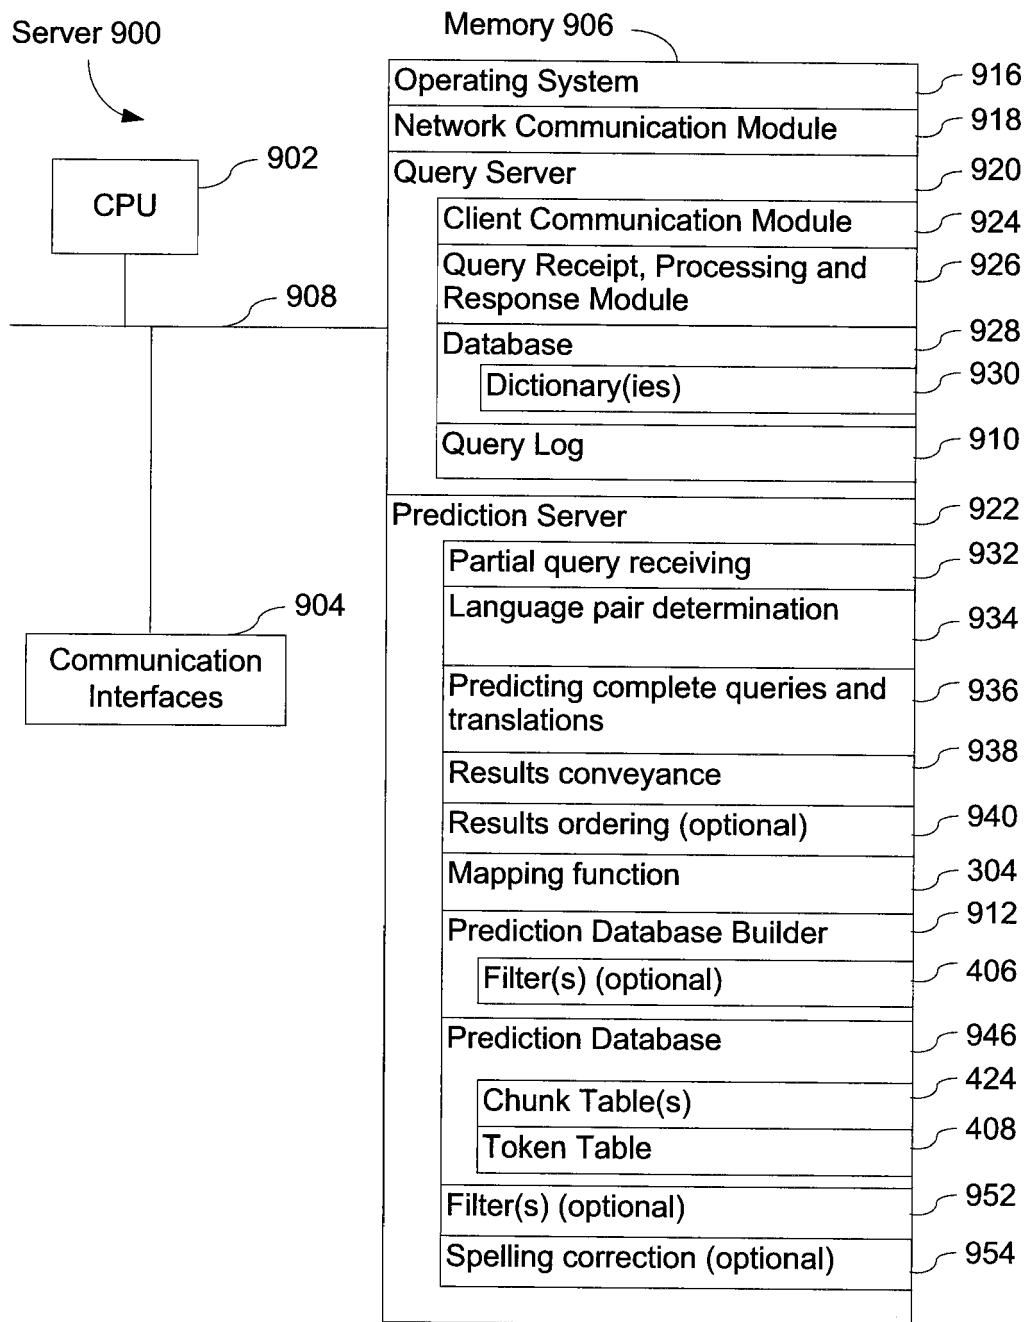 Server 900
Memory 906
Operating System 916
Network Communication Module 918
902
CPU
Query Server 920
Client Communication Module 924
Query Receipt, Processing and 926
Response Module
908
Database 928
Dictionary(ies) 930
Query Log 910
Prediction Server 922
Partial query receiving 932
Language pair determination 934
904
Communication
Interfaces
Predicting complete queries and 936
translations
Results conveyance 938
Results ordering (optional) 940
Mapping function 304
Prediction Database Builder 912
Filter(s) (optional) 406
Prediction Database 946
Chunk Table(s) 424
Token Table 408
Filter(s) (optional) 952
Spelling correction (optional) 954